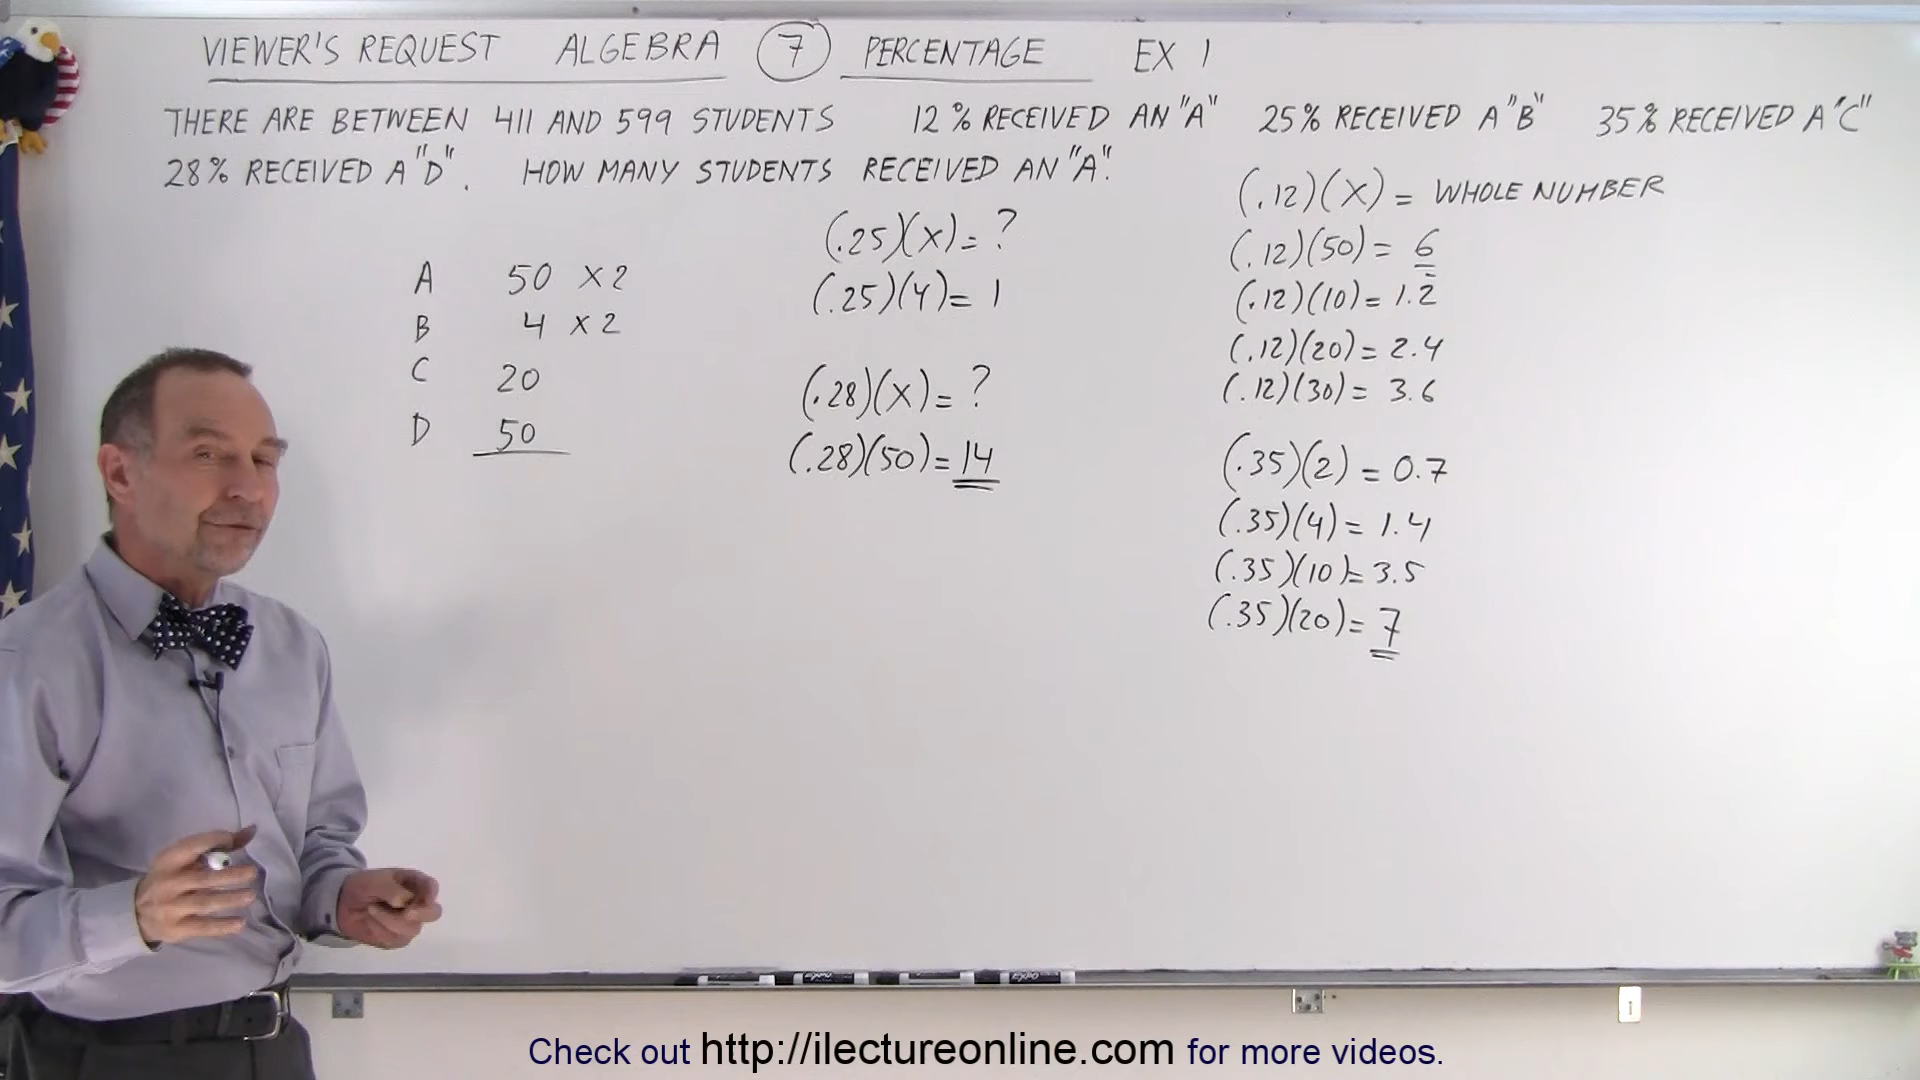 VIEWER'S REQUEST ALGEBRA 7 PERCENTAGE EX 1
THERE ARE BETWEEN 411 AND 599 STUDENTS 12% RECEIVED AN "A" 25% RECEIVED A "B" 35% RECEIVED A "C"
28% RECEIVED A "D". HOW MANY STUDENTS RECEIVED AN "A".
A 50 X 2
B 4 X 2
C 20
D 50
(.25)(X) = ?
(.25)(4) = 1
(.28)(X) = ?
(.28)(50) = 14
(.12)(X) = WHOLE NUMBER
(.12)(50) = 6
(.12)(10) = 1.2
(.12)(20) = 2.4
(.12)(30) = 3.6
(.35)(2) = 0.7
(.35)(4) = 1.4
(.35)(10) = 3.5
(.35)(20) = 7
Check out http://ilectureonline.com for more videos.